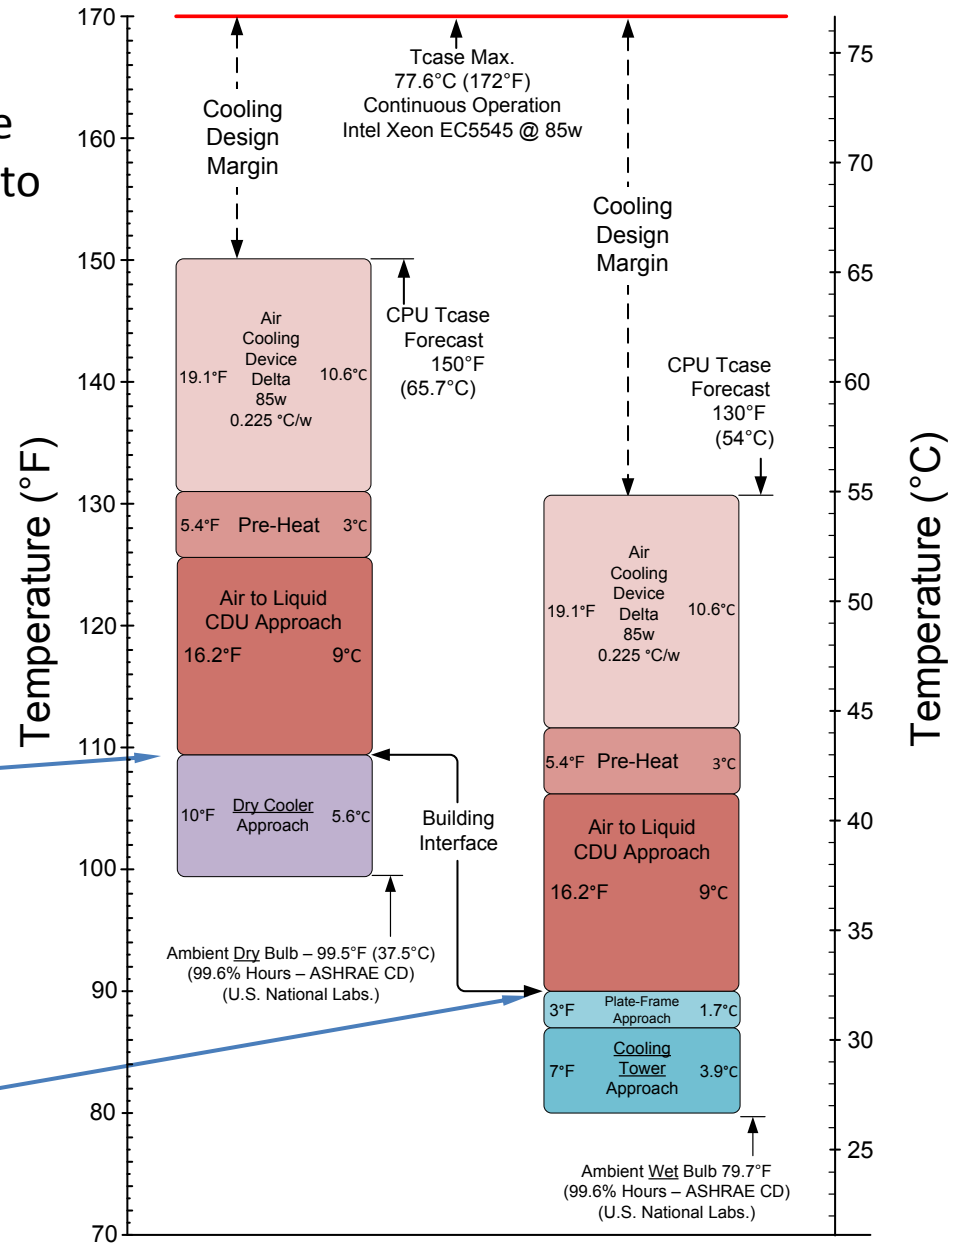 e
to
Temperature (°F)
170
160
150
140
130
120
110
100
90
80
70
Tcase Max.
77.6°C (172°F)
Continuous Operation
Intel Xeon EC5545 @ 85w
Cooling
Design
Margin
Cooling
Design
Margin
CPU Tcase
Forecast
150°F
(65.7°C)
CPU Tcase
Forecast
130°F
(54°C)
Air
Cooling
Device
Delta
85w
0.225 °C/w
19.1°F
10.6°C
5.4°F Pre-Heat 3°C
Air to Liquid
CDU Approach
16.2°F 9°C
10°F
Dry Cooler
Approach
5.6°C
Building
Interface
Ambient Dry Bulb – 99.5°F (37.5°C)
(99.6% Hours – ASHRAE CD)
(U.S. National Labs.)
Air
Cooling
Device
Delta
85w
0.225 °C/w
19.1°F
10.6°C
5.4°F Pre-Heat 3°C
Air to Liquid
CDU Approach
16.2°F 9°C
3°F
Plate-Frame
Approach
1.7°C
7°F
Cooling
Tower
Approach
3.9°C
Ambient Wet Bulb 79.7°F
(99.6% Hours – ASHRAE CD)
(U.S. National Labs.)
75
70
65
60
55
50
45
40
35
30
25
Temperature (°C)